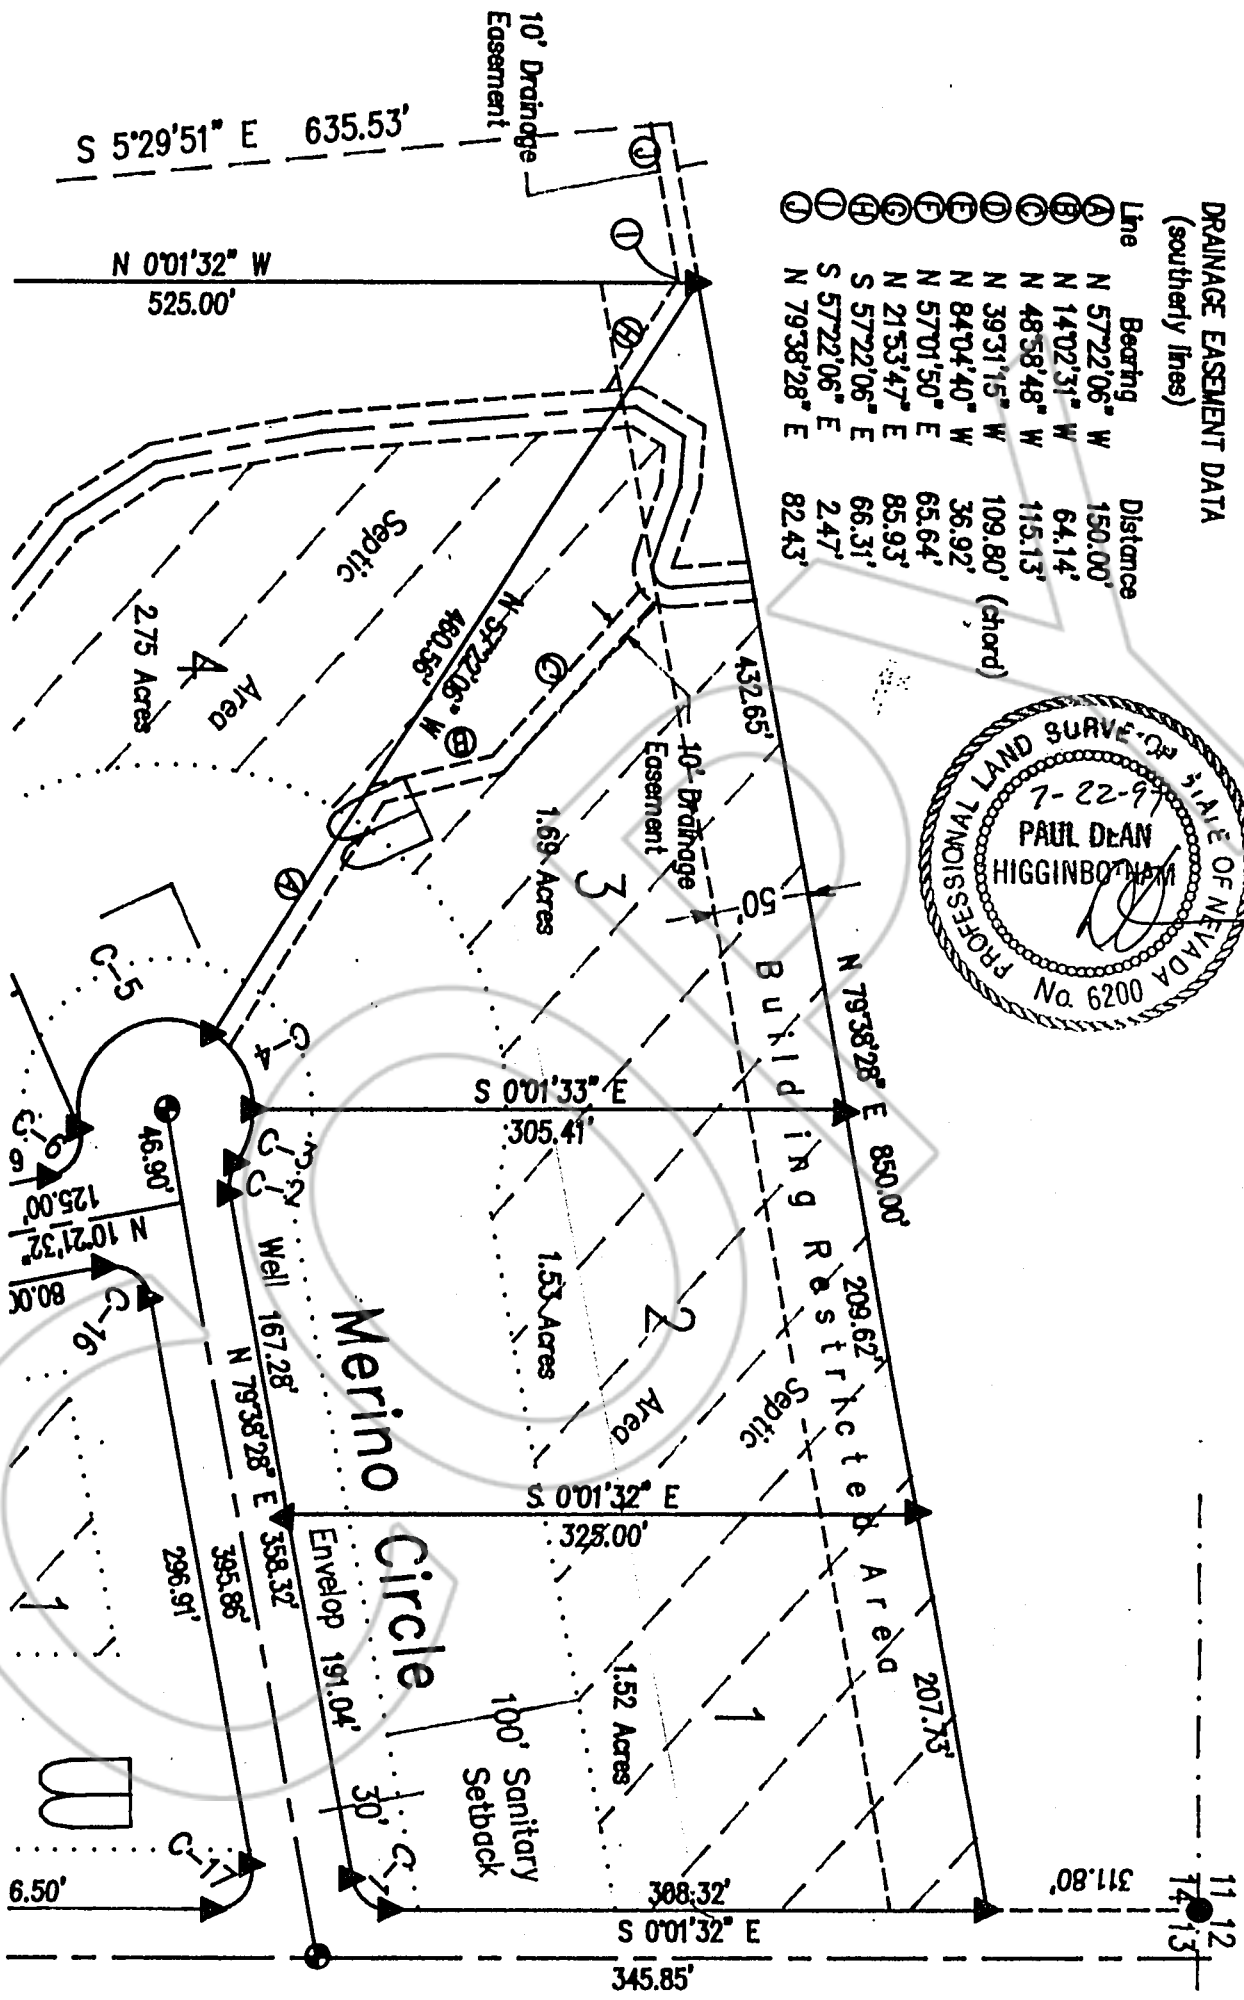 DRAINAGE EASEMENT DATA
(southerly lines)
Line Bearing Distance
A N 57°22'06" W 150.00'
B N 14°02'31" W 64.14'
C N 48°58'48" W 115.13'
D N 39°31'15" W 109.80' (chord)
E N 84°04'40" W 36.92'
F N 57°01'50" E 65.64'
G N 21°53'47" E 85.93'
H S 57°22'06" E 66.31'
I S 57°22'06" E 2.47'
J N 79°38'28" E 82.43'
10' Drainage
Easement
S 5°29'51" E 635.53'
N 0°01'32" W
525.00'
J
I
H
Septic
Area
4
2.75 Acres
N 57°22'06" W
460.56'
C
B
A
10' Drainage
Easement
432.65'
3
1.69 Acres
50'
N 79°38'28" E 850.00'
Building Restricted Area
PROFESSIONAL LAND
STATE OF NEVADA
PAUL DEAN
HIGGINBOTHAM
No. 6200
C-5
C-4
S 0°01'33" E
305.41'
C-3
C-2
46.90'
125.00'
N 10°21'32"
C-16
Well 167.28'
N 79°38'28" E 358.32'
395.86'
296.91'
Merino Circle
1.53 Acres
2
Septic
Area
209.62'
S 0°01'32" E
325.00'
Envelop 191.04'
1.52 Acres
1
207.73'
100' Sanitary
Setback
30'
C-1
C-17
1
308.32'
S 0°01'32" E
345.85'
311.80'
11 12
14 13
6.50'
COPY